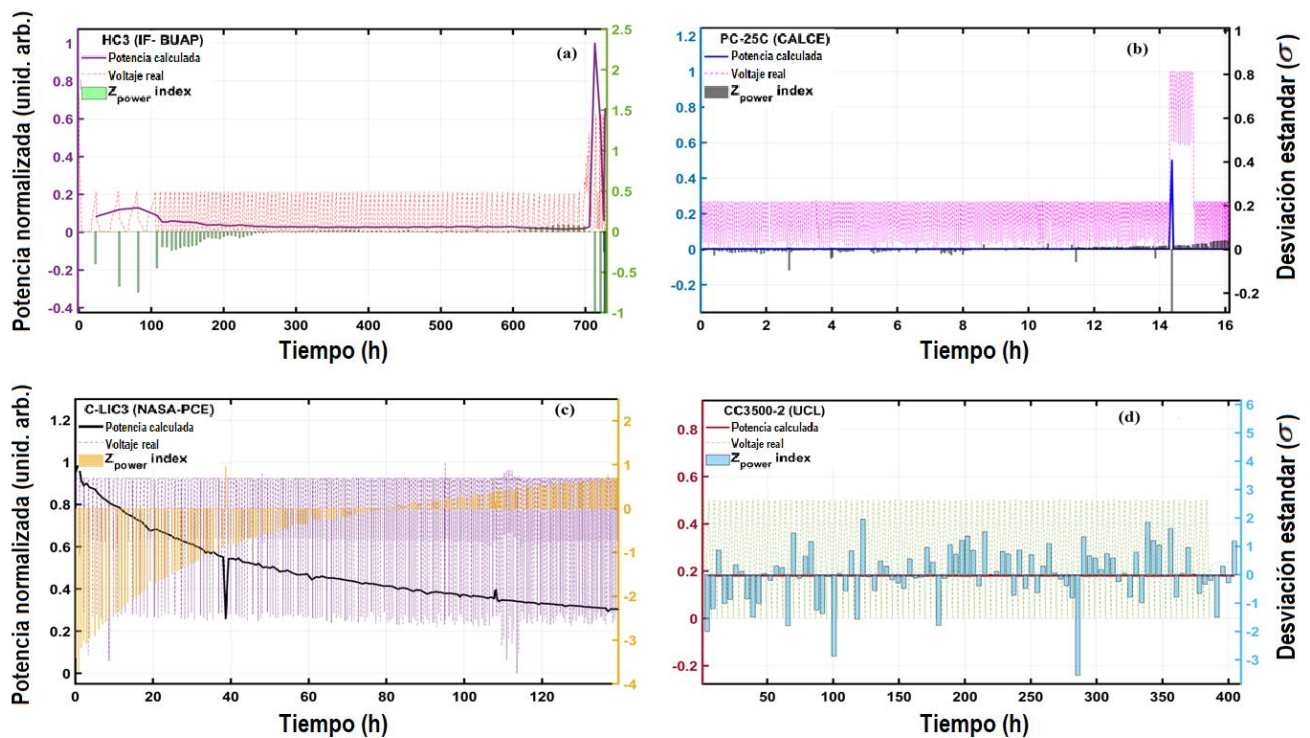 HC3 (IF- BUAP)
(a)
Potencia calculada
Voltaje real
Z_power index
Potencia normalizada (unid. arb.)
1
0.8
0.6
0.4
0.2
0
-0.2
-0.4
2.5
2
1.5
1
0.5
0
-0.5
-1
0 100 200 300 400 500 600 700
Tiempo (h)
PC-25C (CALCE)
(b)
Potencia calculada
Voltaje real
Z_power index
1.2
1
0.8
0.6
0.4
0.2
0
-0.2
1
0.8
0.6
0.4
0.2
0
-0.2
Desviación estandar (σ)
0 2 4 6 8 10 12 14 16
Tiempo (h)
C-LIC3 (NASA-PCE)
(c)
Potencia calculada
Voltaje real
Z_power index
Potencia normalizada (unid. arb.)
1.2
1
0.8
0.6
0.4
0.2
0
2
1
0
-1
-2
-3
-4
0 20 40 60 80 100 120
Tiempo (h)
CC3500-2 (UCL)
(d)
Potencia calculada
Voltaje real
Z_power index
0.8
0.6
0.4
0.2
0
-0.2
6
5
4
3
2
1
0
-1
-2
-3
Desviación estandar (σ)
50 100 150 200 250 300 350 400
Tiempo (h)